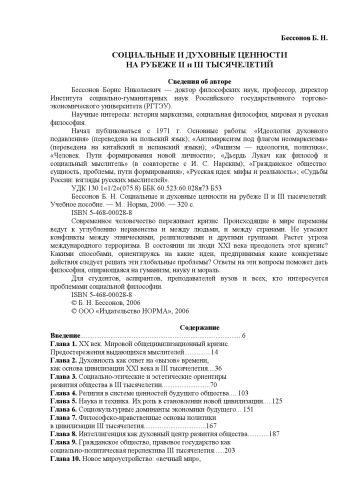 Бессонов Б. Н.
СОЦИАЛЬНЫЕ И ДУХОВНЫЕ ЦЕННОСТИ
НА РУБЕЖЕ II и III ТЫСЯЧЕЛЕТИЙ
Сведения об авторе
Бессонов Борис Николаевич — доктор философских наук, профессор, директор
Института социально-гуманитарных наук Российского государственного торгово-
экономического университета (РГТЭУ).
Научные интересы: история марксизма, социальная философия, мировая и русская
философия.
Начал публиковаться с 1971 г. Основные работы: «Идеология духовного
подавления» (переведена на польский язык); «Антимарксизм под флагом неомарксизма»
(переведена на китайский и испанский языки); «Фашизм — идеология, политика»,
«Человек. Пути формирования новой личности»; «Дьердь Лукач как философ и
социальный мыслитель» (в соавторстве с И. С. Нарским); «Гражданское общество:
сущность, проблемы, пути формирования»; «Русская идея: мифы и реальность»; «Судьбы
России: взгляды русских мыслителей».
УДК 130.1«1/2»(075.8) ББК 60.523:60.028я73 Б53
Бессонов Б. Н. Социальные и духовные ценности на рубеже II и III тысячелетий:
Учебное пособие. — М.: Норма, 2006. — 320 с.
ISBN 5-468-00028-8
Современное человечество переживает кризис. Происходящие в мире перемены
ведут к углублению неравенства и между людьми, и между странами. Не угасают
конфликты между этническими, религиозными и другими группами. Растет угроза
международного терроризма. В состоянии ли люди XXI века преодолеть этот кризис?
Какими способами, ориентируясь на какие идеи, предпринимая какие конкретные
действия следует решать эти глобальные проблемы? Ответы на эти вопросы поможет дать
философия, опирающаяся на гуманизм, науку и мораль.
Для студентов, аспирантов, преподавателей вузов и всех, кто интересуется
проблемами социальной философии.
ISBN 5-468-00028-8
© Б. Н. Бессонов, 2006
© ООО «Издательство НОРМА», 2006
Содержание
Введение.....................................................................6
Глава 1. XX век. Мировой общецивилизационный кризис.
Предостережения выдающихся мыслителей.............14
Глава 2. Духовность как ответ на «вызов» времени,
как основа цивилизации XXI века и III тысячелетия....36
Глава 3. Социально-этические и эстетические ориентиры
развития общества в III тысячелетии.......................70
Глава 4. Религия в системе ценностей будущего общества.... 103
Глава 5. Наука и техника. Их роль в становлении новой цивилизации.....125
Глава 6. Социокультурные доминанты экономики будущего... 151
Глава 7. Философско-нравственные основы политики
в цивилизации III тысячелетия..............................167
Глава 8. Интеллигенция как духовный центр развития общества..........187
Глава 9. Гражданское общество, правовое государство как
социально-политическая перспектива III тысячелетия.....203
Глава 10. Новое мироустройство: «вечный мир»,